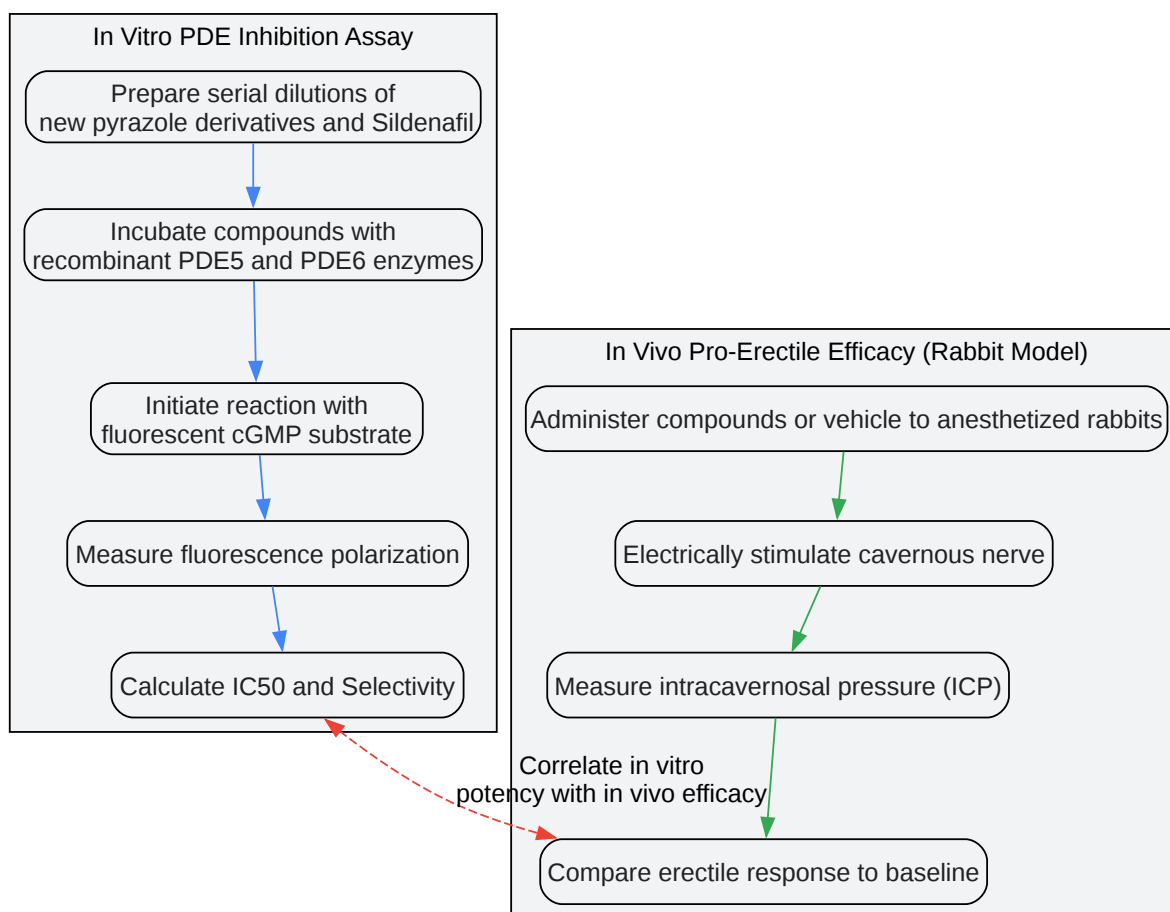 In Vitro PDE Inhibition Assay
Prepare serial dilutions of
new pyrazole derivatives and Sildenafil
Incubate compounds with
recombinant PDE5 and PDE6 enzymes
Initiate reaction with
fluorescent cGMP substrate
Measure fluorescence polarization
Calculate IC50 and Selectivity
In Vivo Pro-Erectile Efficacy (Rabbit Model)
Administer compounds or vehicle to anesthetized rabbits
Electrically stimulate cavernous nerve
Measure intracavernosal pressure (ICP)
Correlate in vitro
potency with in vivo efficacy
Compare erectile response to baseline